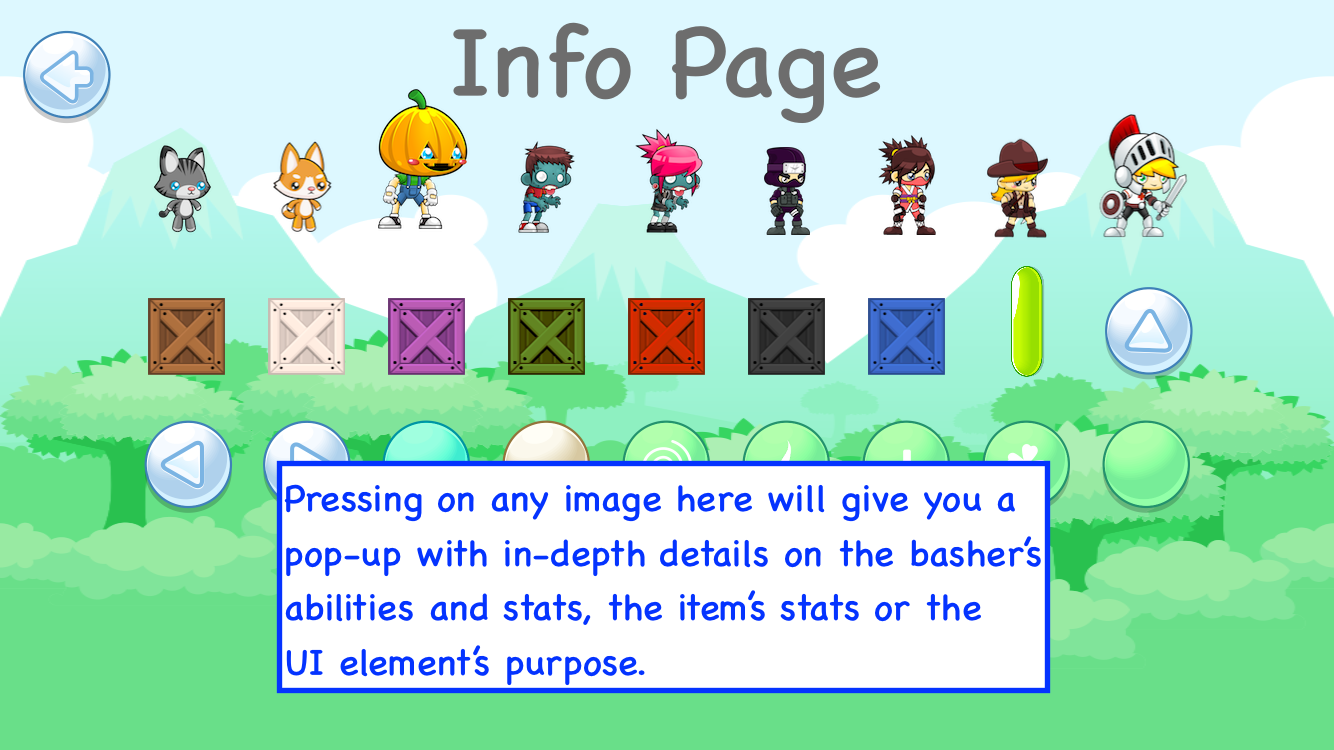 Info Page
Pressing on any image here will give you a
pop-up with in-depth details on the basher's
abilities and stats, the item's stats or the
UI element's purpose.